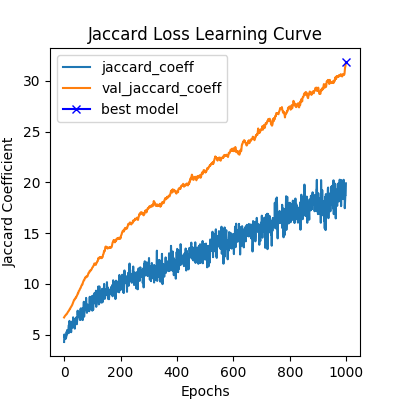 Jaccard Loss Learning Curve
jaccard_coeff
val_jaccard_coeff
best model
Jaccard Coefficient
30
25
20
15
10
5
0 200 400 600 800 1000
Epochs